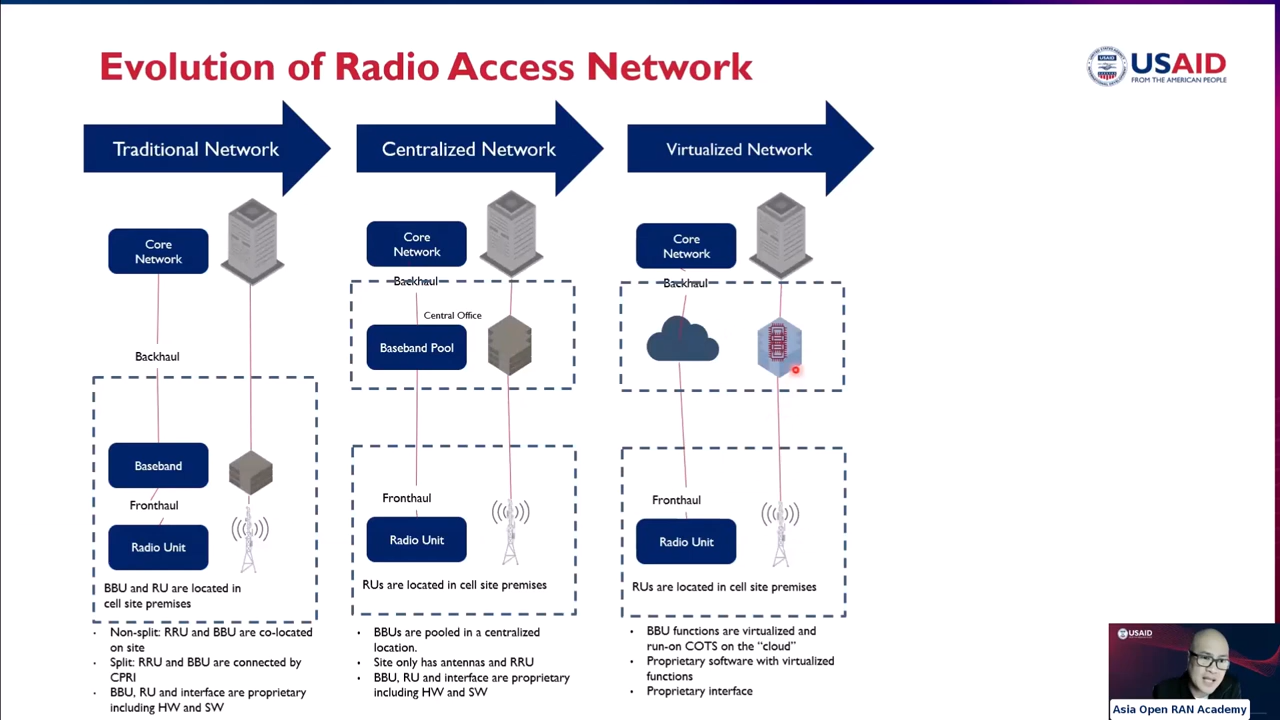 Evolution of Radio Access Network
USAID
FROM THE AMERICAN PEOPLE
Traditional Network
Core
Network
Backhaul
Baseband
Fronthaul
Radio Unit
BBU and RU are located in
cell site premises
· Non-split: RRU and BBU are co-located
on site
· Split: RRU and BBU are connected by
CPRI
· BBU, RU and interface are proprietary
including HW and SW
Centralized Network
Core
Network
Backhaul
Central Office
Baseband Pool
Fronthaul
Radio Unit
RUs are located in cell site premises
• BBUs are pooled in a centralized
location.
• Site only has antennas and RRU
• BBU, RU and interface are proprietary
including HW and SW
Virtualized Network
Core
Network
Backhaul
Fronthaul
Radio Unit
RUs are located in cell site premises
• BBU functions are virtualized and
run-on COTS on the “cloud”
• Proprietary software with virtualized
functions
• Proprietary interface
USAID
Asia Open RAN Academy